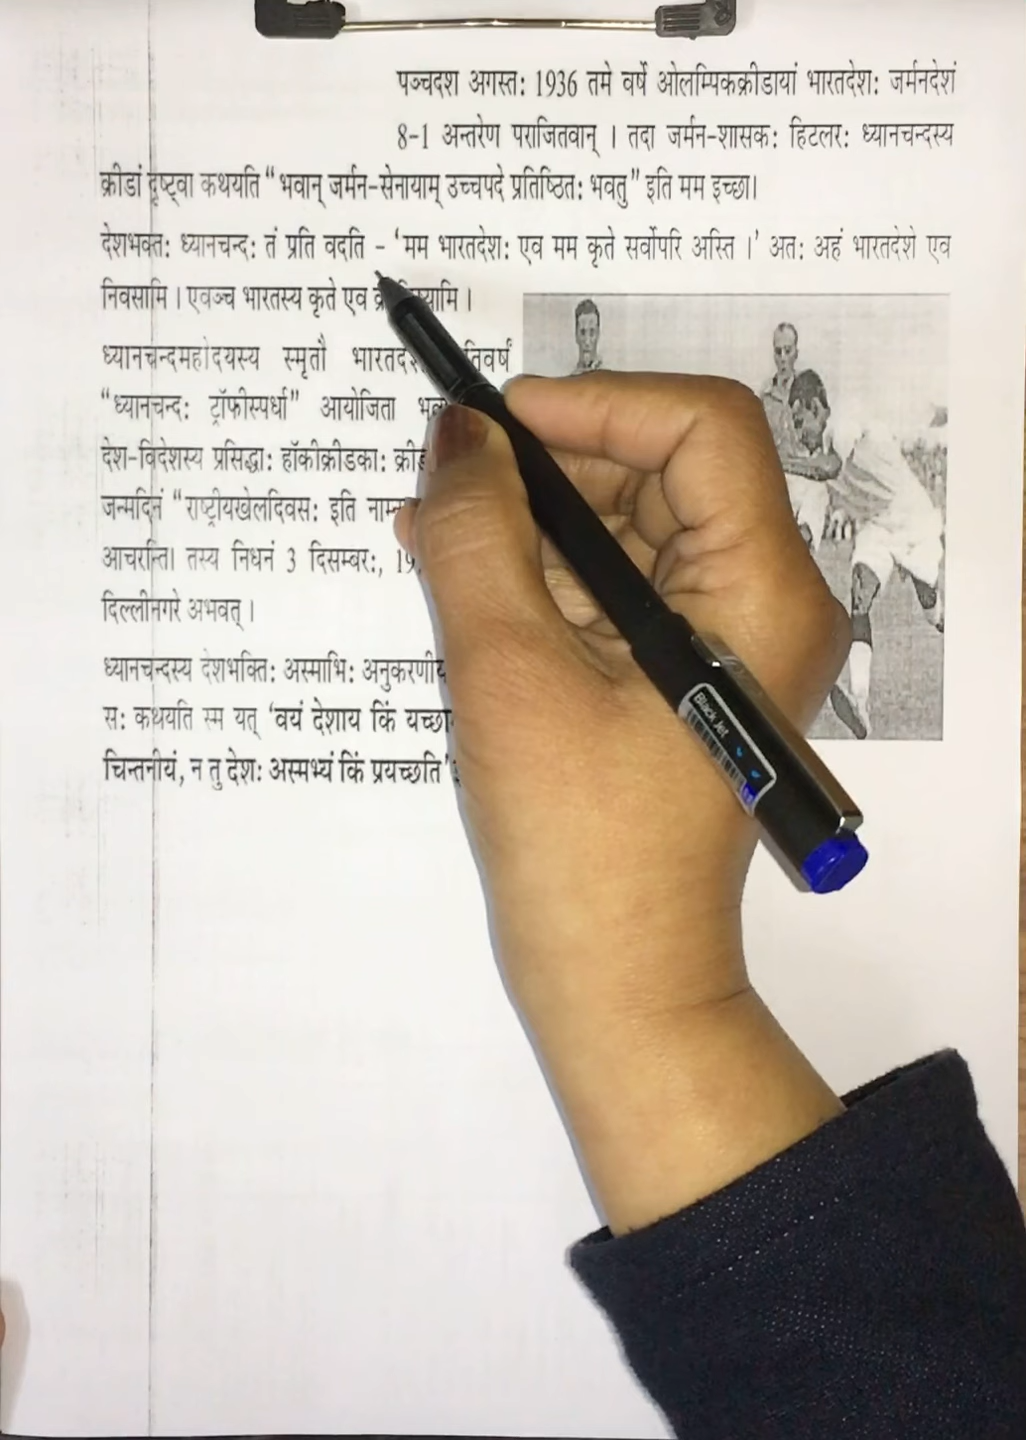 पञ्चदश अगस्त: 1936 तमे वर्षे ओलम्पिकक्रीडायां भारतदेश: जर्मनदेशं
8-1 अन्तरेण पराजितवान् । तदा जर्मन-शासक: हिटलर: ध्यानचन्दस्य
क्रीडां दृष्ट्वा कथयति “भवान् जर्मन-सेनायाम् उच्चपदे प्रतिष्ठित: भवतु” इति मम इच्छा।
देशभक्त: ध्यानचन्द: तं प्रति वदति - ‘मम भारतदेश: एव मम कृते सर्वोपरि अस्ति ।’ अत: अहं भारतदेशे एव
निवसामि । एवञ्च भारतस्य कृते एव
ध्यानचन्दमहोदयस्य स्मृतौ
“ध्यानचन्द: ट्रॉफीस्पर्धा” आयोजिता
देश-विदेशस्य प्रसिद्धा: हॉकीक्रीडका:
जन्मदिनं “राष्ट्रीयखेलदिवस: इति
आचरन्ति। तस्य निधनं 3 दिसम्बर:,
दिल्लीनगरे अभवत् ।
ध्यानचन्दस्य देशभक्ति: अस्माभि:
स: कथयति स्म यत् ‘वयं देशाय किं
चिन्तनीयं, न तु देश: अस्मभ्यं किं प्रयच्छति’
Black Jet